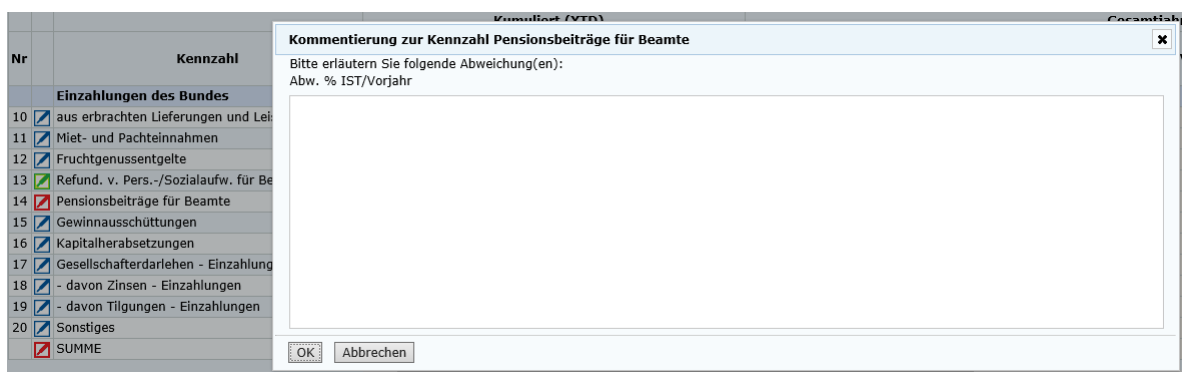 Kumuliert (YTD)
Nr Kennzahl
Einzahlungen des Bundes
10 aus erbrachten Lieferungen und Lei
11 Miet- und Pachteinnahmen
12 Fruchtgenussentgelte
13 Refund. v. Pers.-/Sozialaufw. für Be
14 Pensionsbeiträge für Beamte
15 Gewinnausschüttungen
16 Kapitalherabsetzungen
17 Gesellschafterdarlehen - Einzahlung
18 - davon Zinsen - Einzahlungen
19 - davon Tilgungen - Einzahlungen
20 Sonstiges
SUMME
Kommentierung zur Kennzahl Pensionsbeiträge für Beamte
Bitte erläutern Sie folgende Abweichung(en):
Abw. % IST/Vorjahr
OK Abbrechen